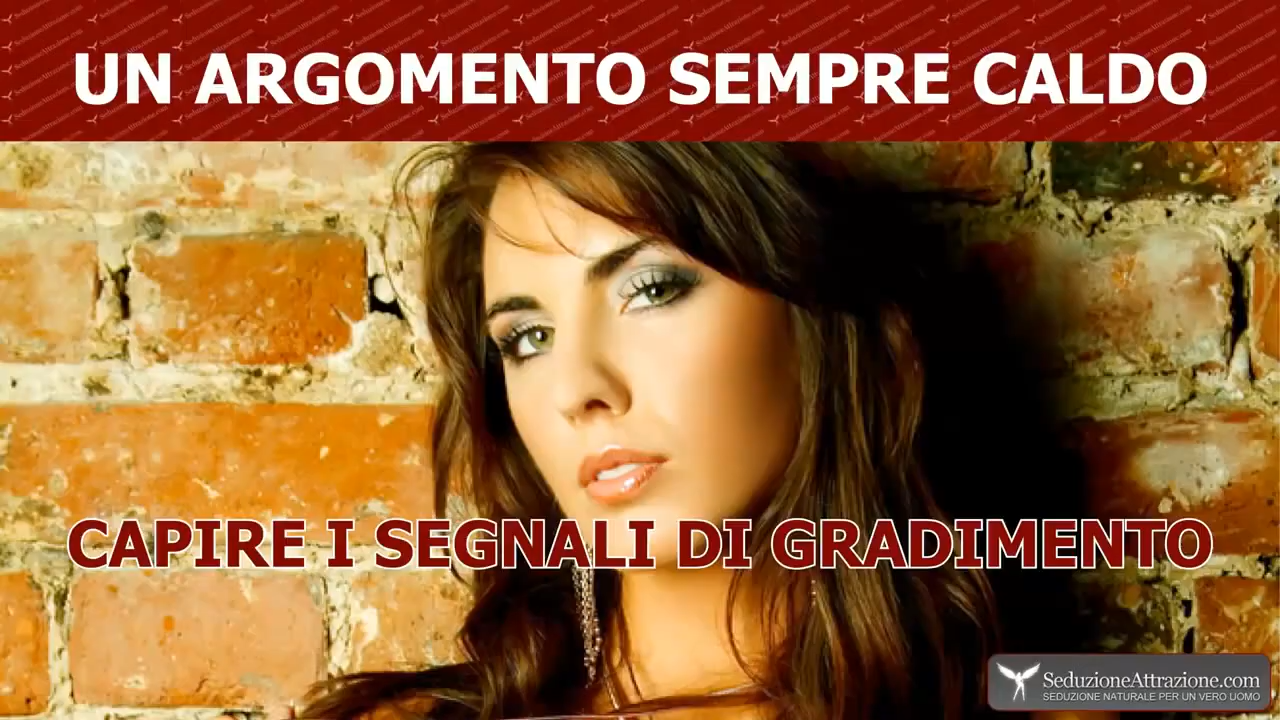 UN ARGOMENTO SEMPRE CALDO
CAPIRE I SEGNALI DI GRADIMENTO
SeduzioneAttrazione.com
SEDUZIONE NATURALE PER UN VERO UOMO